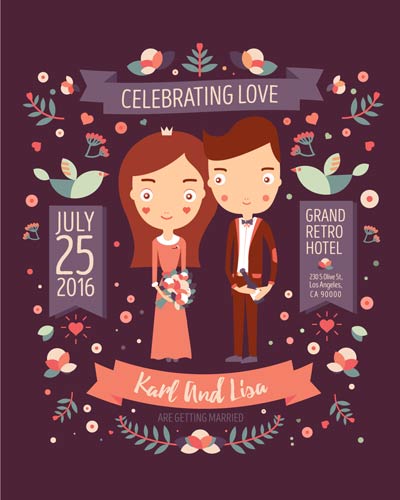 CELEBRATING LOVE
JULY
25
2016
GRAND
RETRO
HOTEL
230 S Olive St,
Los Angeles,
CA 90000
Karl And Lisa
ARE GETTING MARRIED